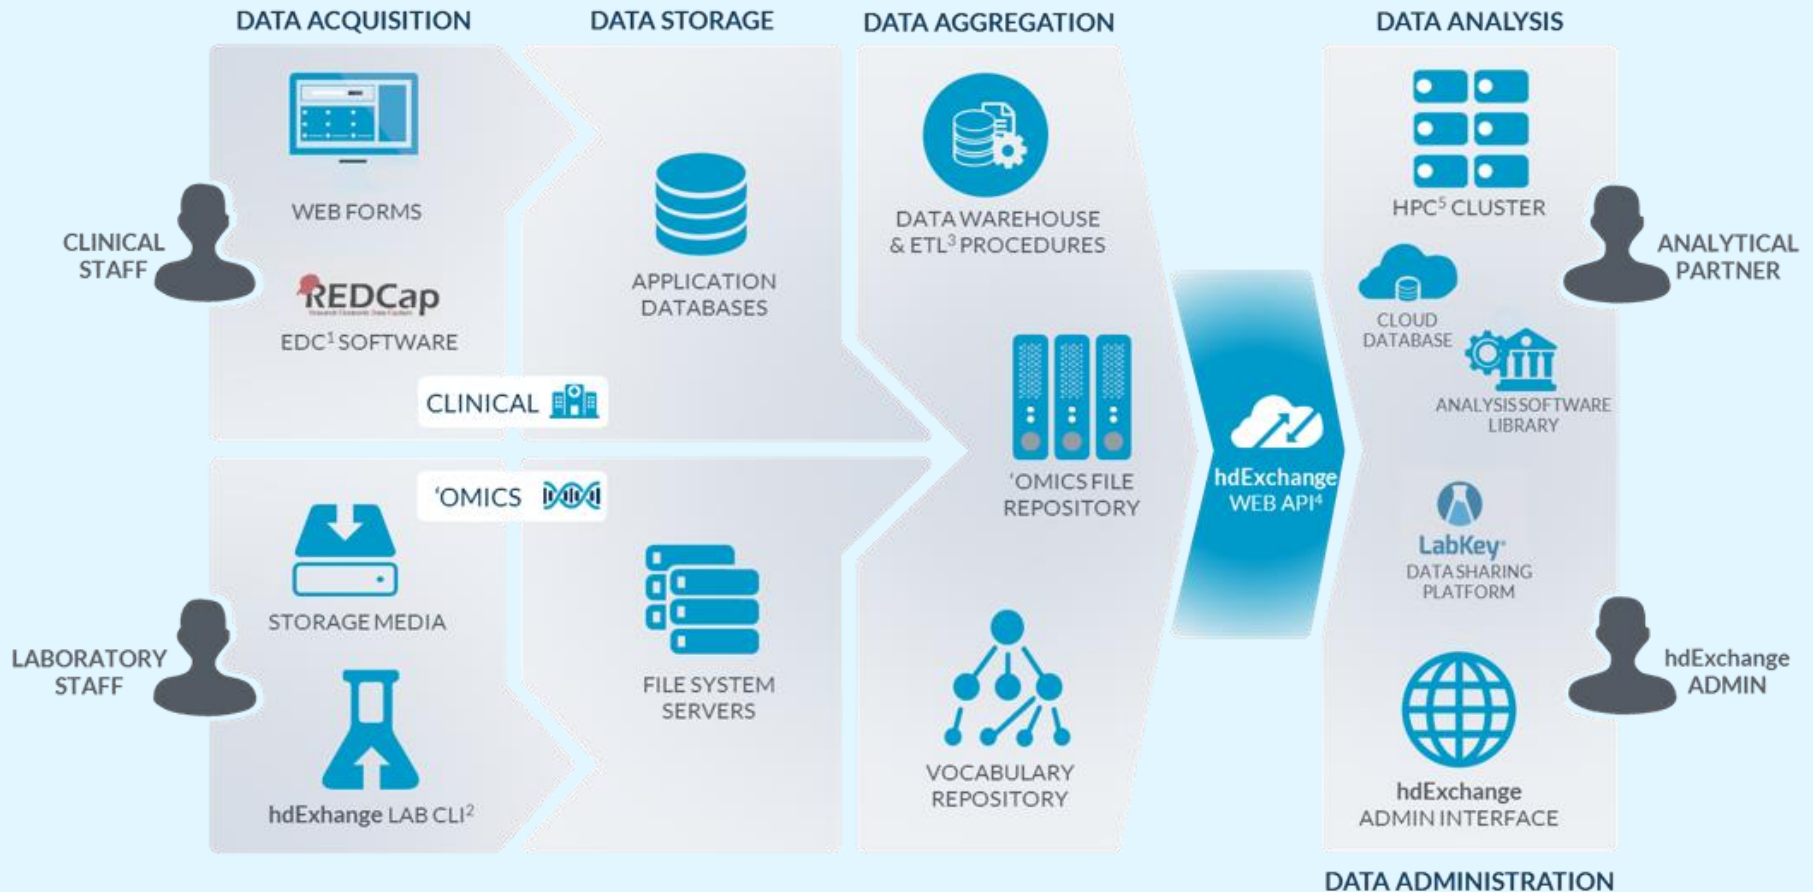 DATA ACQUISITION
DATA STORAGE
DATA AGGREGATION
DATA ANALYSIS
CLINICAL
STAFF
WEB FORMS
REDCap
EDC¹ SOFTWARE
CLINICAL
APPLICATION
DATABASES
DATA WAREHOUSE
& ETL³ PROCEDURES
'OMICS FILE
REPOSITORY
HPC⁵ CLUSTER
ANALYTICAL
PARTNER
CLOUD
DATABASE
ANALYSIS SOFTWARE
LIBRARY
hdExchange
WEB API⁴
LABORATORY
STAFF
'OMICS
STORAGE MEDIA
hdExhange LAB CLI²
FILE SYSTEM
SERVERS
VOCABULARY
REPOSITORY
LabKey
DATA SHARING
PLATFORM
hdExchange
ADMIN
hdExchange
ADMIN INTERFACE
DATA ADMINISTRATION